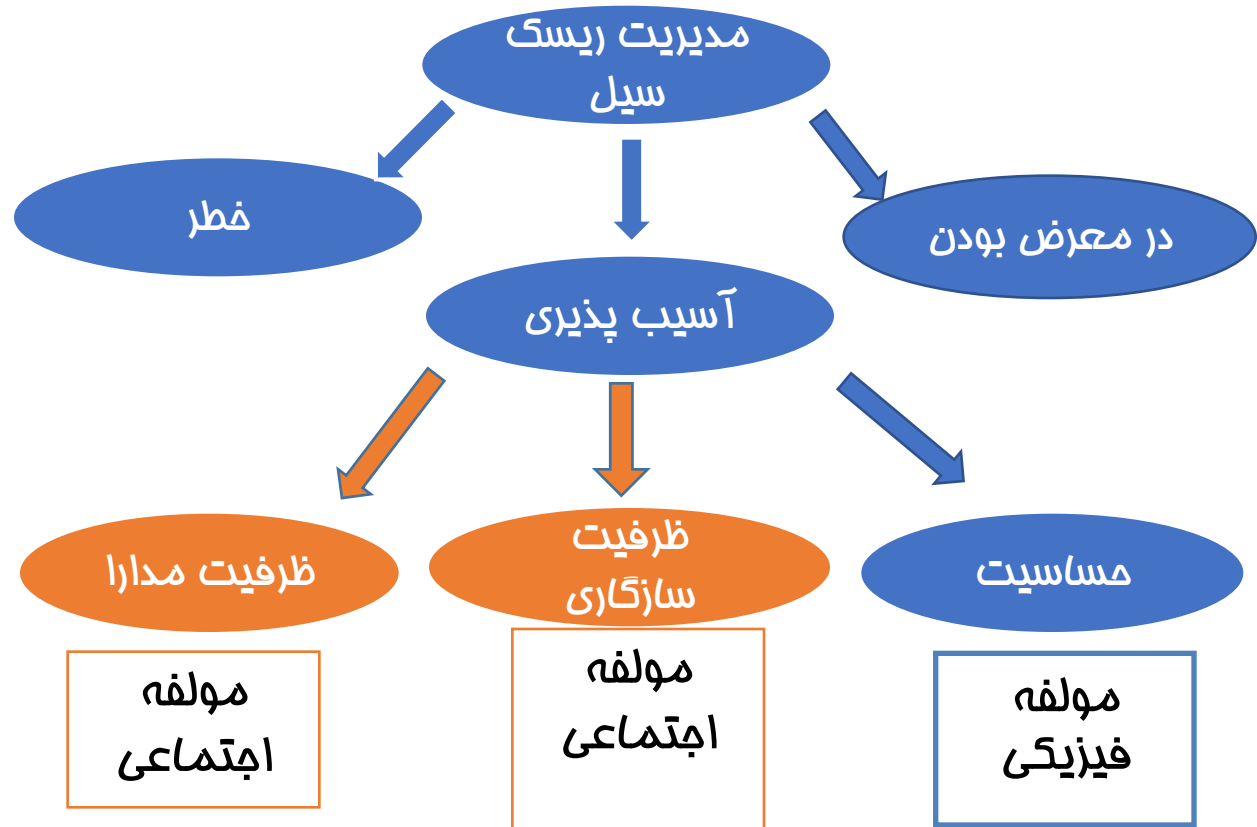 مدیریت ریسک
سیل
در معرض بودن
خطر
آسیب پذیری
حساسیت
ظرفیت
سازگاری
ظرفیت مدارا
مولفه
فیزیکی
مولفه
اجتماعی
مولفه
اجتماعی